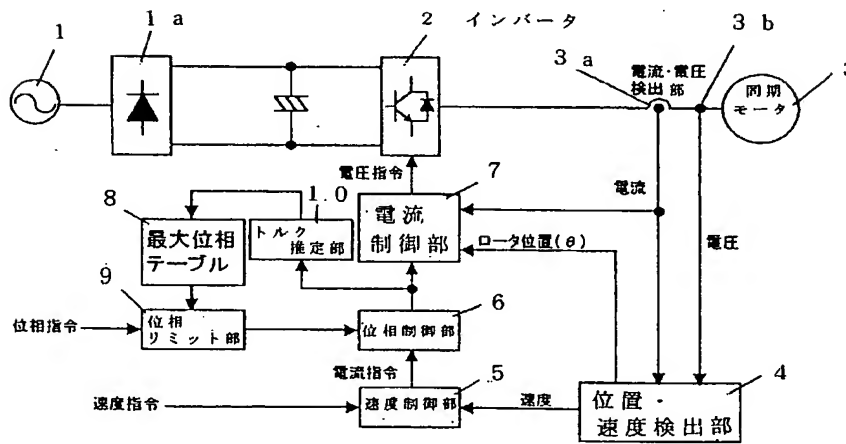 1
1 a
2 インバータ
3 a
3 b
電流・電圧
検出部
同期
モータ
3
電圧指令
7
電流
制御部
電流
ロータ位置(θ)
電圧
8
最大位相
テーブル
1.0
トルク
推定部
9
位相指令
位相
リミット部
6
位相制御部
電流指令
5
速度指令
速度制御部
速度
4
位置・
速度検出部